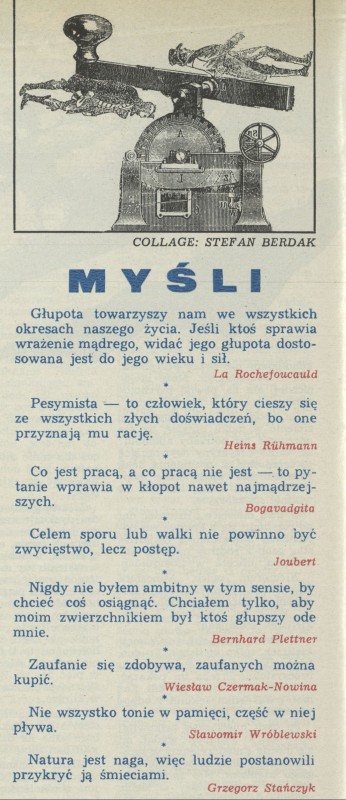 COLLAGE: STEFAN BERDAK
MYŚLI
Głupota towarzyszy nam we wszystkich
okresach naszego życia. Jeśli ktoś sprawia
wrażenie mądrego, widać jego głupota dosto-
sowana jest do jego wieku i sił.
La Rochefoucauld
*
Pesymista — to człowiek, który cieszy się
ze wszystkich złych doświadczeń, bo one
przyznają mu rację.
Heins Rühmann
*
Co jest pracą, a co pracą nie jest — to py-
tanie wprawia w kłopot nawet najmądrzej-
szych.
Bogavadgita
*
Celem sporu lub walki nie powinno być
zwycięstwo, lecz postęp.
Joubert
*
Nigdy nie byłem ambitny w tym sensie, by
chcieć coś osiągnąć. Chciałem tylko, aby
moim zwierzchnikiem był ktoś głupszy ode
mnie.
Bernhard Plettner
*
Zaufanie się zdobywa, zaufanych można
kupić.
Wiesław Czermak-Nowina
*
Nie wszystko tonie w pamięci, część w niej
pływa.
Sławomir Wróblewski
*
Natura jest naga, więc ludzie postanowili
przykryć ją śmieciami.
Grzegorz Stańczyk